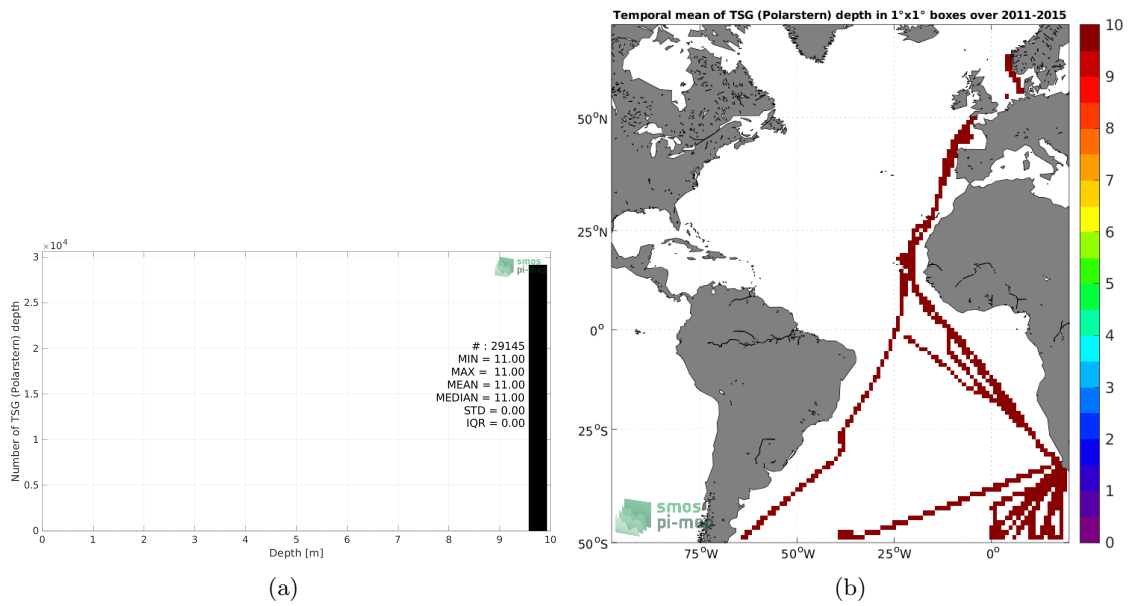 ×10⁴
3
2.5
2
1.5
1
0.5
0
Number of TSG (Polarstern) depth
smos
pi-mep
# : 29145
MIN = 11.00
MAX = 11.00
MEAN = 11.00
MEDIAN = 11.00
STD = 0.00
IQR = 0.00
0 1 2 3 4 5 6 7 8 9 10
Depth [m]
(a)
Temporal mean of TSG (Polarstern) depth in 1°x1° boxes over 2011-2015
50°N
25°N
0°
25°S
50°S
75°W 50°W 25°W 0°
smos
pi-mep
10
9
8
7
6
5
4
3
2
1
0
(b)